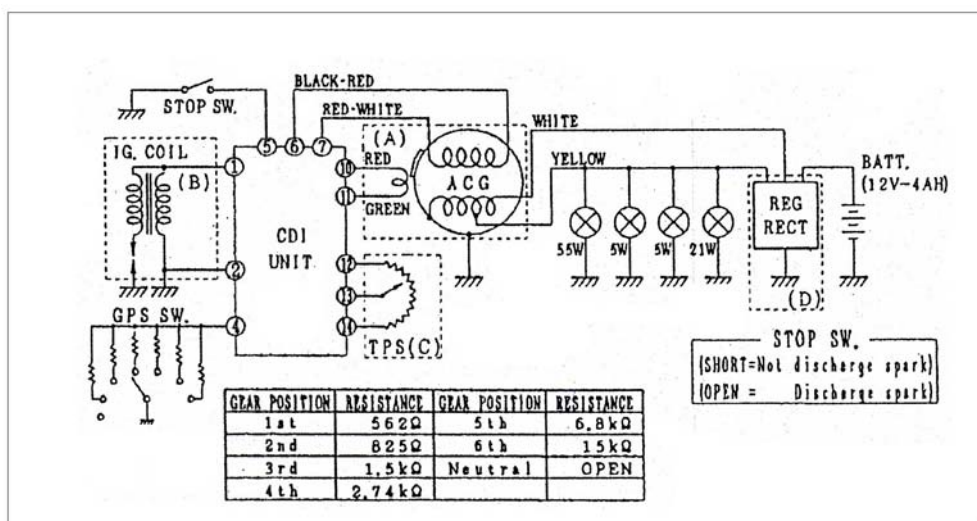 BLACK-RED
STOP SW.
RED-WHITE
WHITE
5 6 7
(A)
IG. COIL
(B)
1
10
RED
ACG
YELLOW
BATT.
(12V-4AH)
11
GREEN
CDI
UNIT
REG
RECT
55W 5W 5W 21W
2
12
13
14
TPS(C)
(D)
GPS SW.
4
STOP SW.
(SHORT=Not discharge spark)
(OPEN = Discharge spark)
GEAR POSITION RESISTANCE GEAR POSITION RESISTANCE
1st 562Ω 5th 6.8kΩ
2nd 825Ω 6th 15kΩ
3rd 1.5kΩ Neutral OPEN
4th 2.74kΩ